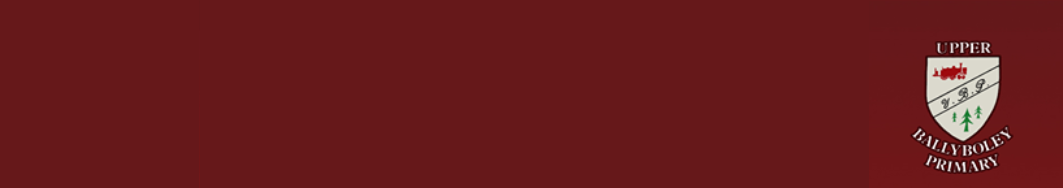 UPPER
U. B. P.
BALLYBOLEY
PRIMARY